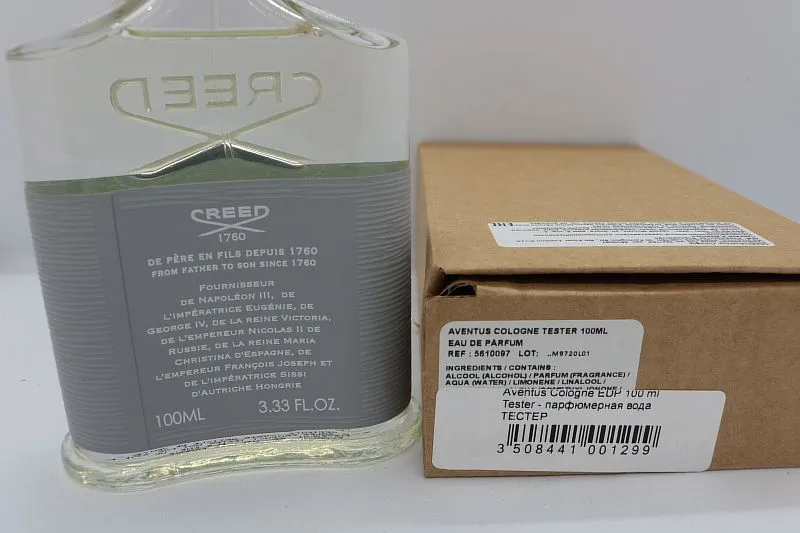 CREED
CREED
1760
DE PÈRE EN FILS DEPUIS 1760
FROM FATHER TO SON SINCE 1760
FOURNISSEUR
DE NAPOLÉON III, DE
L'IMPÉRATRICE EUGÉNIE, DE
GEORGE IV, DE LA REINE VICTORIA,
DE L'EMPEREUR NICOLAS II DE
RUSSIE, DE LA REINE MARIA
CHRISTINA D'ESPAGNE, DE
L'EMPEREUR FRANÇOIS JOSEPH ET
DE L'IMPÉRATRICE SISSI
D'AUTRICHE HONGRIE
100ML 3.33 FL.OZ.
EAC
AVENTUS COLOGNE TESTER 100ML
EAU DE PARFUM
REF : 5610097 LOT: ..M9720L01
INGREDIENTS / CONTAINS :
ALCOOL (ALCOHOL) / PARFUM (FRAGRANCE) /
AQUA (WATER) / LIMONENE / LINALOOL /
Aventus Cologne EDP 100 ml
Tester - парфюмерная вода
ТЕСТЕР
3 508441 001299